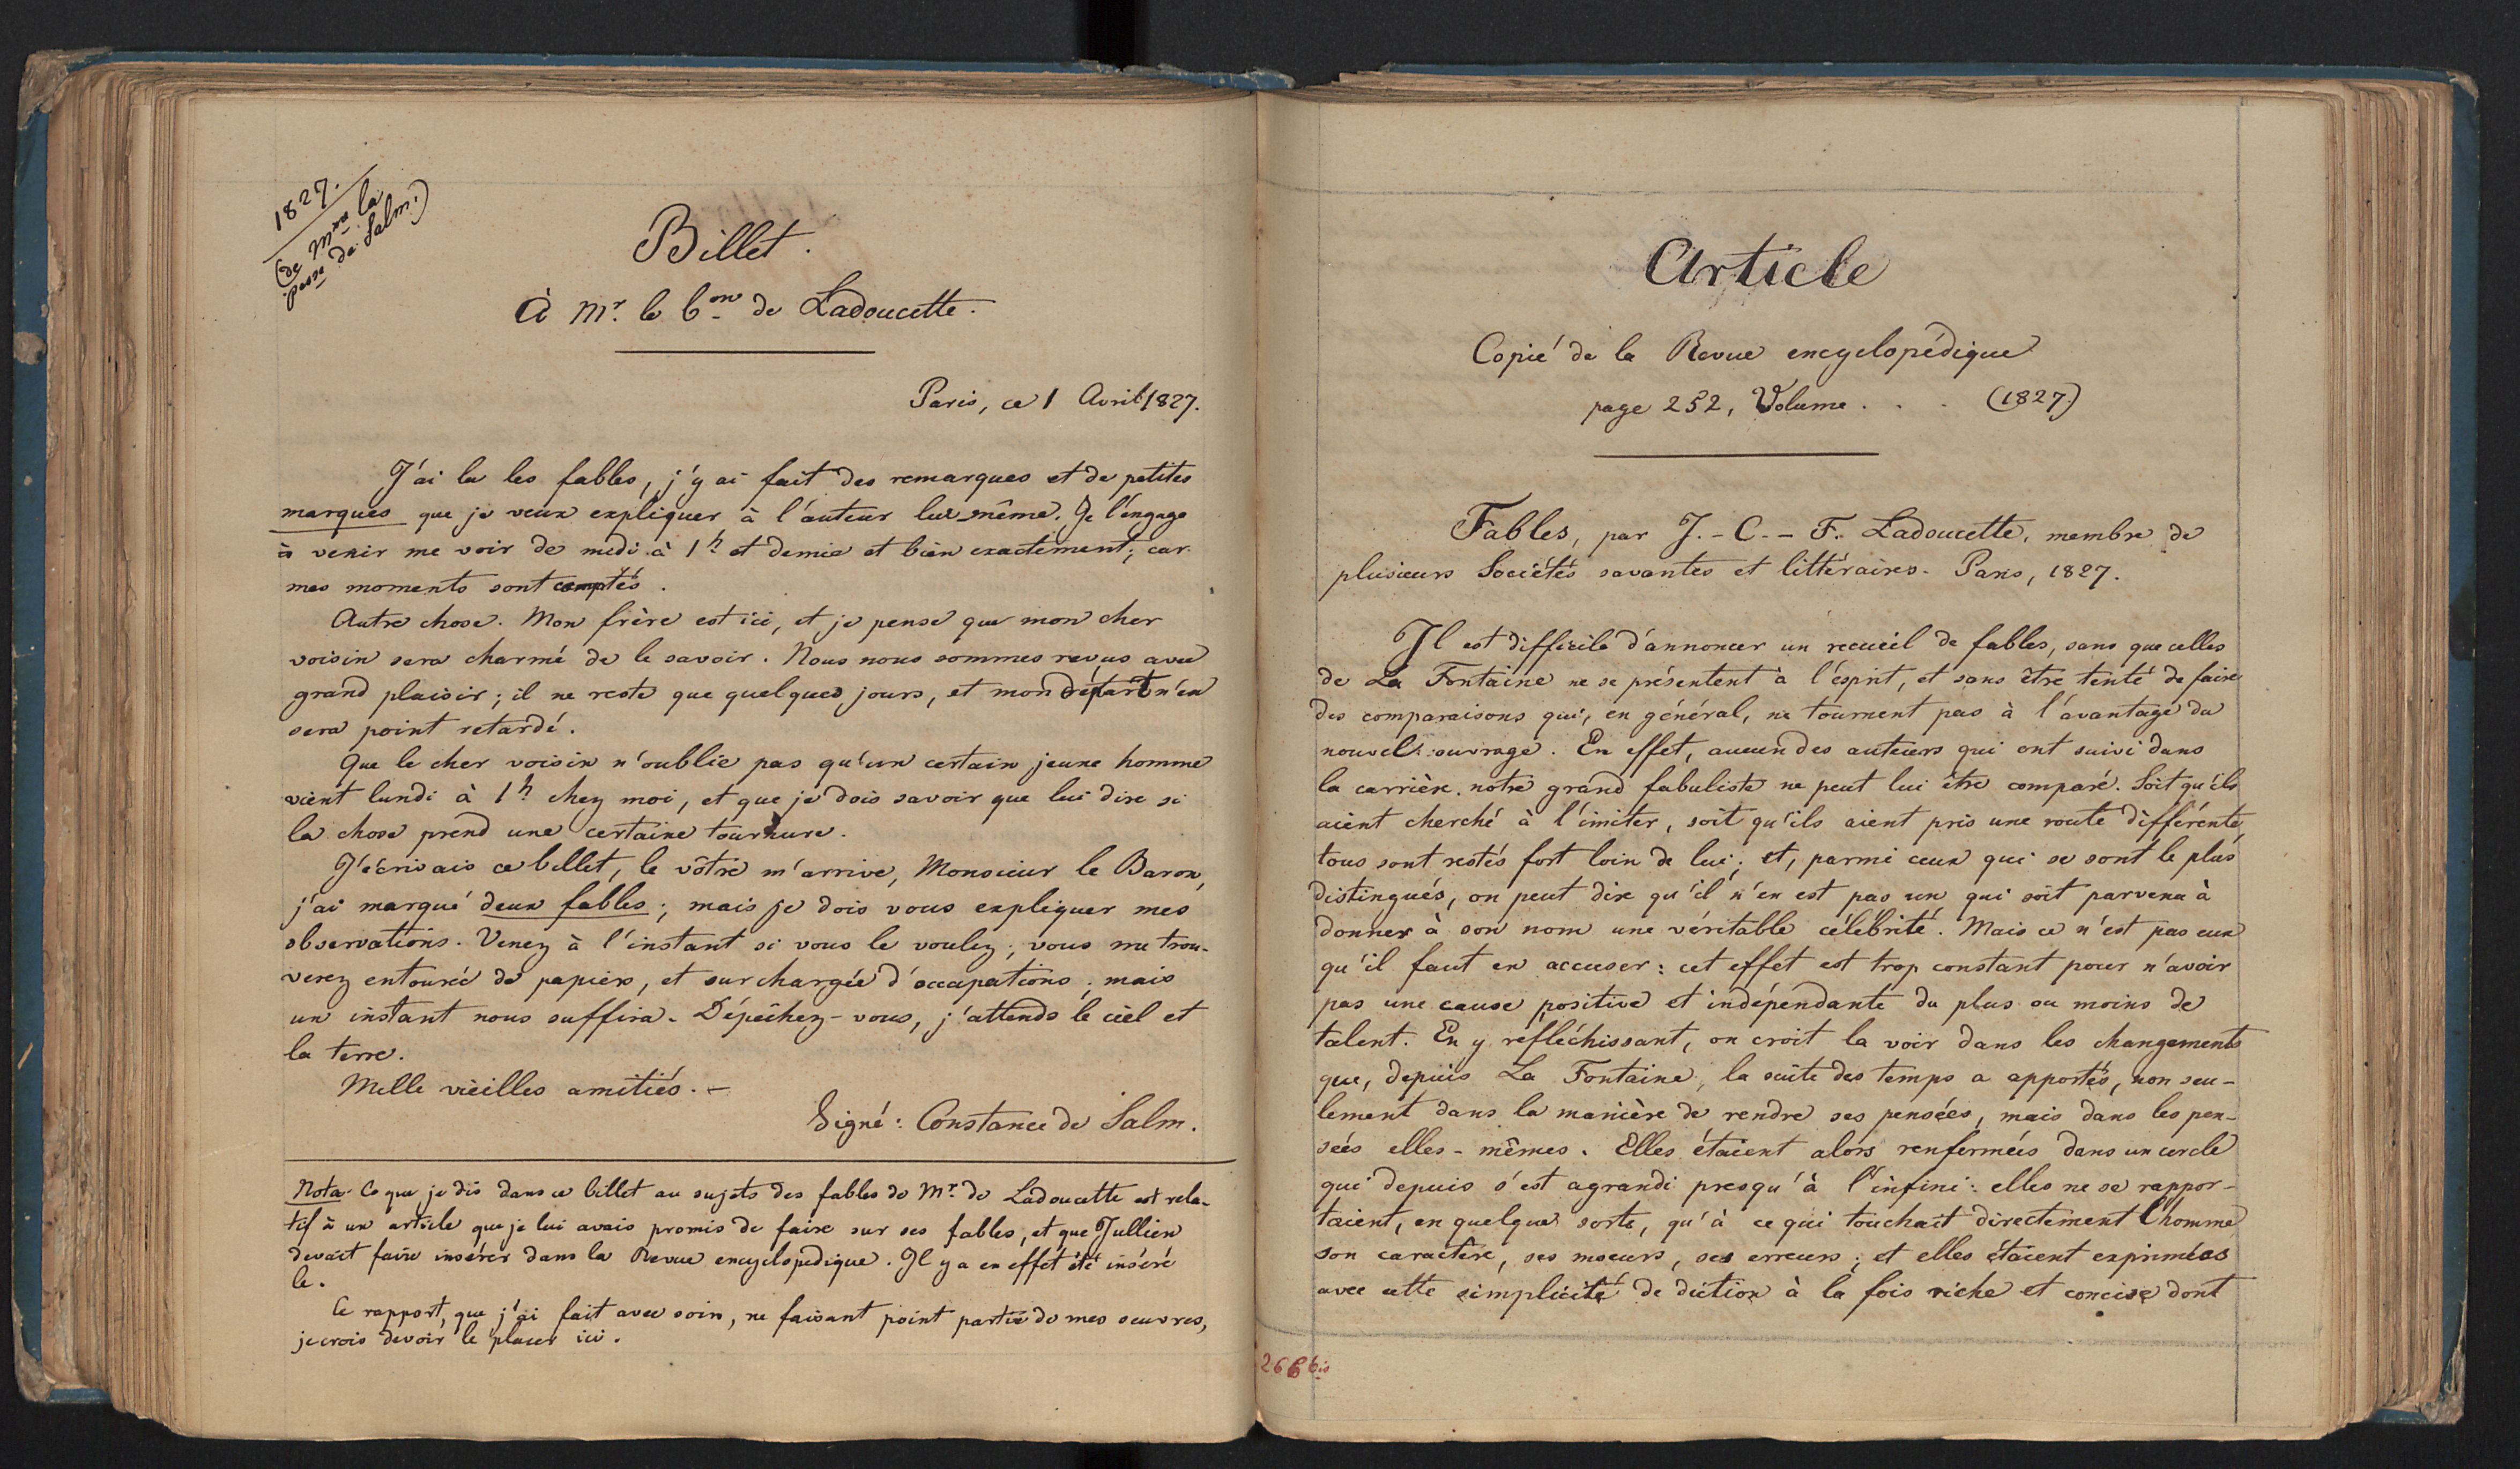 1827.
(de Mme la
psse de Salm.)
Billet.
À Mr. le bon de Ladoucette.
Paris, ce 1 Avril 1827.
J'ai lu les fables, j'y ai fait des remarques et de petites
marques que je veux expliquer à l'auteur lui même. Je l'engage
à venir me voir de midi à 1h et demie et bien exactement; car
mes moments sont comptés.
Autre chose. Mon frère est ici, et je pense que mon cher
voisin sera charmé de le savoir. Nous nous sommes revus avec
grand plaisir; il ne reste que quelques jours, et mon départ n'en
sera point retardé.
Que le cher voisin n'oublie pas qu'un certain jeune homme
vient lundi à 1h chez moi, et que je dois savoir que lui dire si
la chose prend une certaine tournure.
J'écrivais ce billet, le vôtre m'arrive, Monsieur le Baron,
j'ai marqué deux fables; mais je dois vous expliquer mes
observations. Venez à l'instant si vous le voulez; vous me trou-
verez entouré de papiers, et surchargée d'occupations; mais
un instant nous suffira. Dépêchez-vous, j'attends le ciel et
la terre.
Mille vieilles amitiés.-
Signé: Constance de Salm.
Nota. Ce que je dis dans ce billet au sujets des fables de Mr. de Ladoucette est rela-
tif à un article que je lui avais promis de faire sur ses fables, et que Jullien
devait faire insérer dans la Revue encyclopédique. Il y a en effet été inséré
le.
Ce rapport, que j'ai fait avec soin, ne faisant point partie de mes oeuvres,
je crois devoir le placer ici.
Article
Copié de la Revue encyclopédique
page 252, Volume . . . (1827)
Fables, par J.-C.-F. Ladoucette, membre de
plusieurs Sociétés savantes et littéraires. Paris, 1827.
Il est difficile d'annoncer un recueil de fables, sans que celles
de La Fontaine ne se présentent à l'esprit, et sans être tenté de faire
des comparaisons qui, en général, ne tournent pas à l'avantage du
nouvel ouvrage. En effet, aucun des auteurs qui ont suivi dans
la carrière notre grand fabuliste ne peut lui être comparé. Soit qu'ils
aient cherché à l'imiter, soit qu'ils aient pris une route différente,
tous sont restés fort loin de lui; et, parmi ceux qui se sont le plus
distingués, on peut dire qu'il n'en est pas un qui soit parvenu à
donner à son nom une véritable célébrité. Mais ce n'est pas eux
qu'il faut en accuser: cet effet est trop constant pour n'avoir
pas une cause positive et indépendante du plus ou moins de
talent. En y réfléchissant, on croit la voir dans les changements
que, depuis La Fontaine, la suite des temps a apportés, non seu-
lement dans la manière de rendre ses pensées, mais dans les pen-
sées elles-mêmes. Elles étaient alors renfermées dans un cercle
qui depuis s'est agrandi presqu'à l'infini: elles ne se rappor-
taient, en quelque sorte, qu'à ce qui touchait directement l'homme
son caractère, ses moeurs, ses erreurs; et elles étaient exprimées
avec cette simplicité de diction à la fois riche et concise dont
266 bis